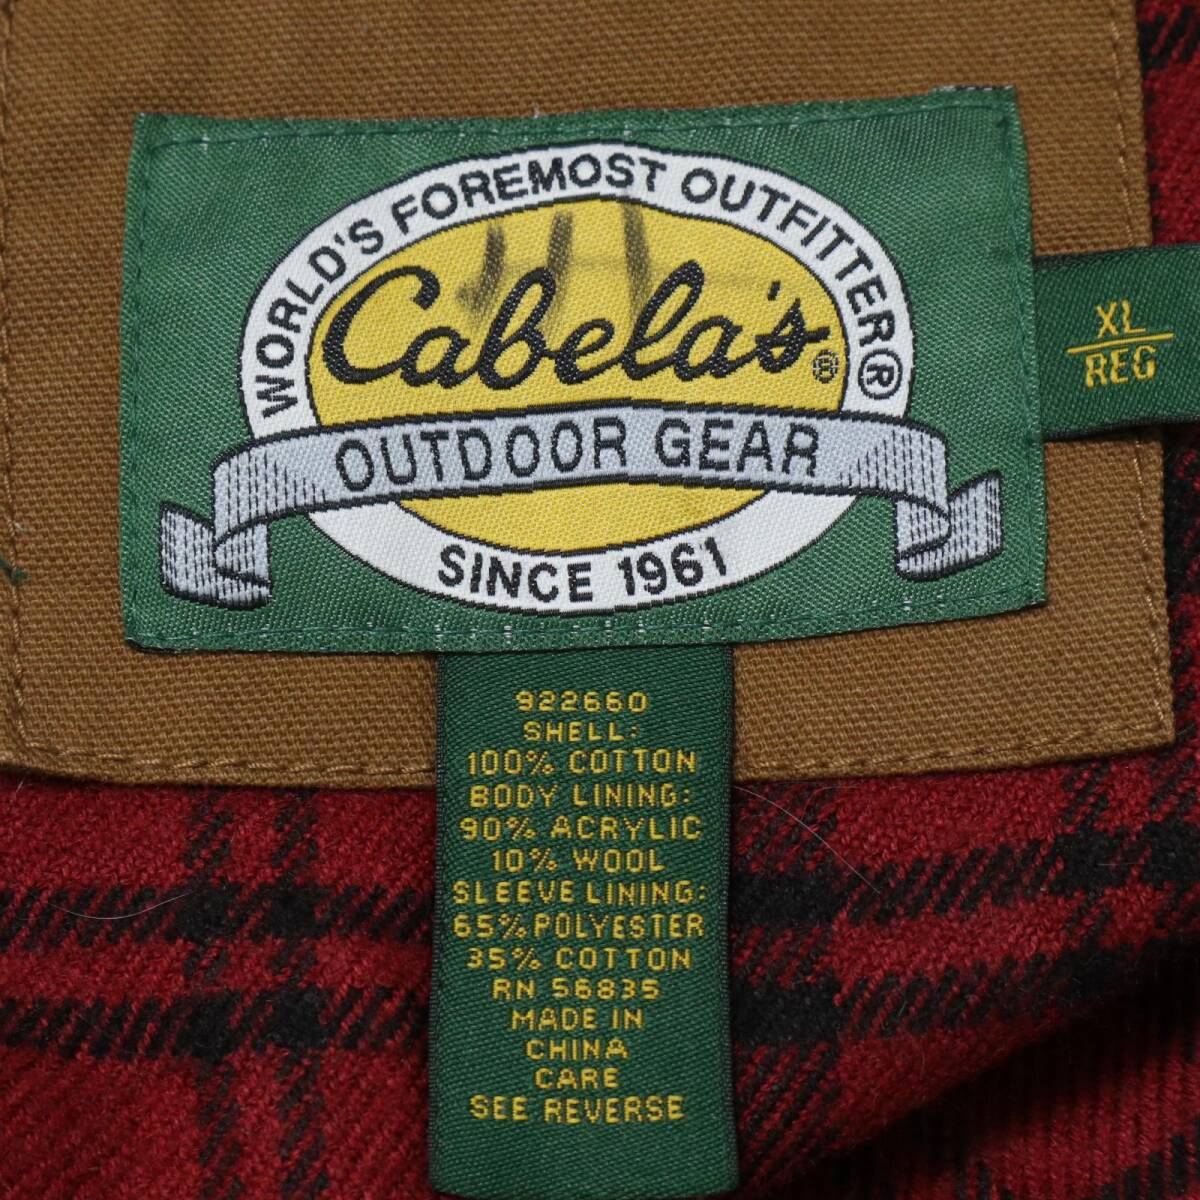 WORLD'S FOREMOST OUTFITTER®
Cabela's®
OUTDOOR GEAR
SINCE 1961
XL
REG
922660
SHELL:
100% COTTON
BODY LINING:
90% ACRYLIC
10% WOOL
SLEEVE LINING:
65% POLYESTER
35% COTTON
RN 56835
MADE IN
CHINA
CARE
SEE REVERSE